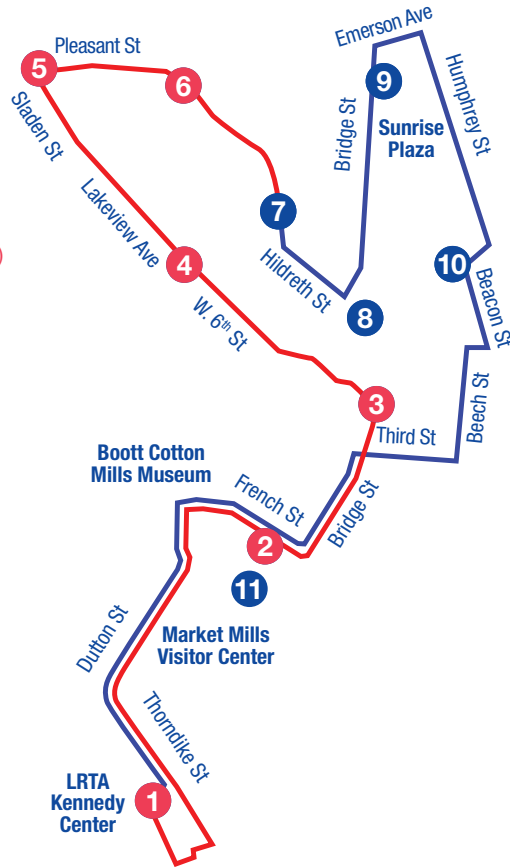 Emerson Ave
Pleasant St
5
6
9
Humphrey St
Bridge St
Sladen St
Sunrise
Plaza
7
Lakeview Ave
4
Hildreth St
10
Beacon St
8
W. 6th St
3
Beech St
Third St
Boott Cotton
Mills Museum
French St
Bridge St
2
11
Market Mills
Visitor Center
Dutton St
Thorndike St
LRTA
Kennedy
Center
1